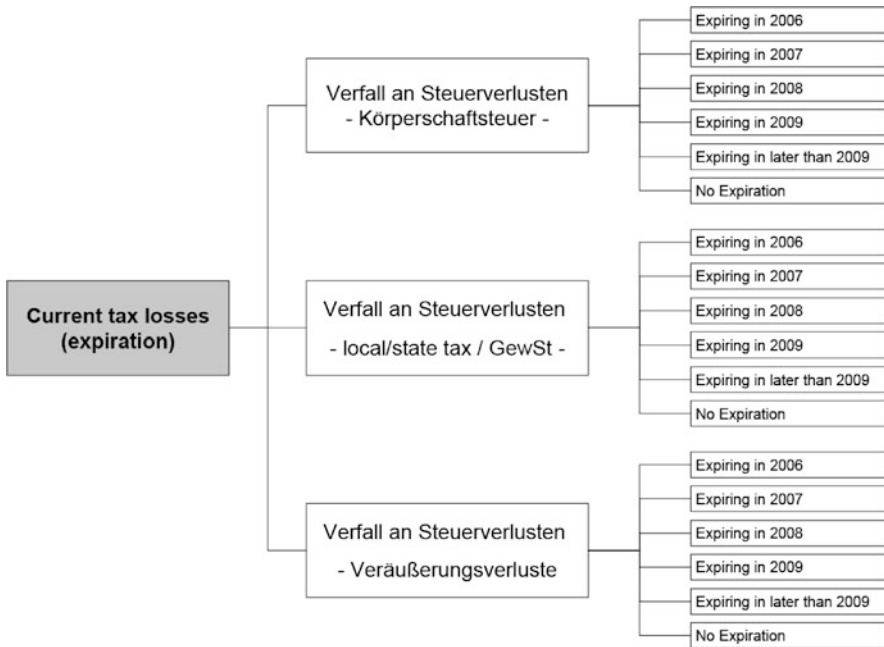 Current tax losses
(expiration)
Verfall an Steuerverlusten
- Körperschaftsteuer -
Expiring in 2006
Expiring in 2007
Expiring in 2008
Expiring in 2009
Expiring in later than 2009
No Expiration
Verfall an Steuerverlusten
- local/state tax / GewSt -
Expiring in 2006
Expiring in 2007
Expiring in 2008
Expiring in 2009
Expiring in later than 2009
No Expiration
Verfall an Steuerverlusten
- Veräußerungsverluste
Expiring in 2006
Expiring in 2007
Expiring in 2008
Expiring in 2009
Expiring in later than 2009
No Expiration